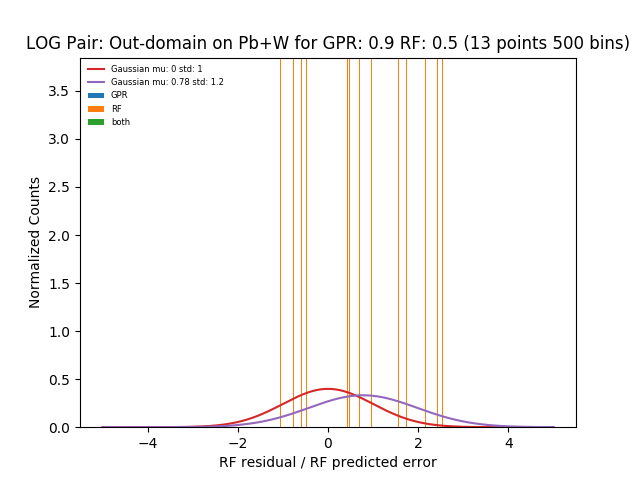 LOG Pair: Out-domain on Pb+W for GPR: 0.9 RF: 0.5 (13 points 500 bins)
Gaussian mu: 0 std: 1
Gaussian mu: 0.78 std: 1.2
GPR
RF
both
3.5
3.0
2.5
2.0
1.5
1.0
0.5
0.0
Normalized Counts
−4
−2
0
2
4
RF residual / RF predicted error